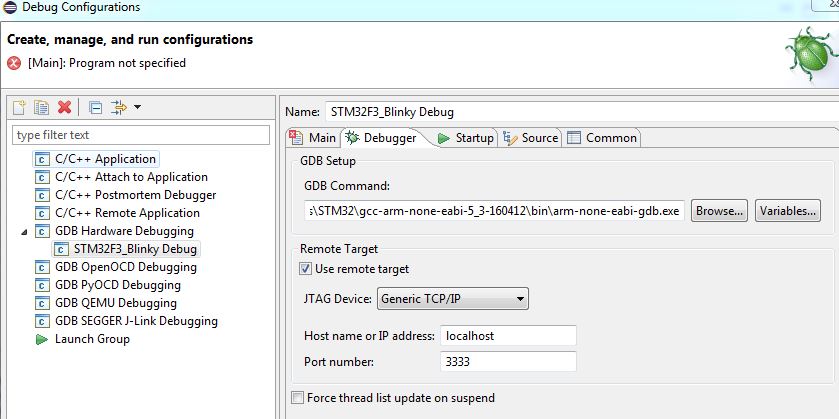 Debug Configurations
Create, manage, and run configurations
[Main]: Program not specified
type filter text
C/C++ Application
C/C++ Attach to Application
C/C++ Postmortem Debugger
C/C++ Remote Application
GDB Hardware Debugging
STM32F3_Blinky Debug
GDB OpenOCD Debugging
GDB PyOCD Debugging
GDB QEMU Debugging
GDB SEGGER J-Link Debugging
Launch Group
Name: STM32F3_Blinky Debug
Main Debugger Startup Source Common
GDB Setup
GDB Command:
s\STM32\gcc-arm-none-eabi-5_3-160412\bin\arm-none-eabi-gdb.exe Browse... Variables...
Remote Target
Use remote target
JTAG Device: Generic TCP/IP
Host name or IP address: localhost
Port number: 3333
Force thread list update on suspend